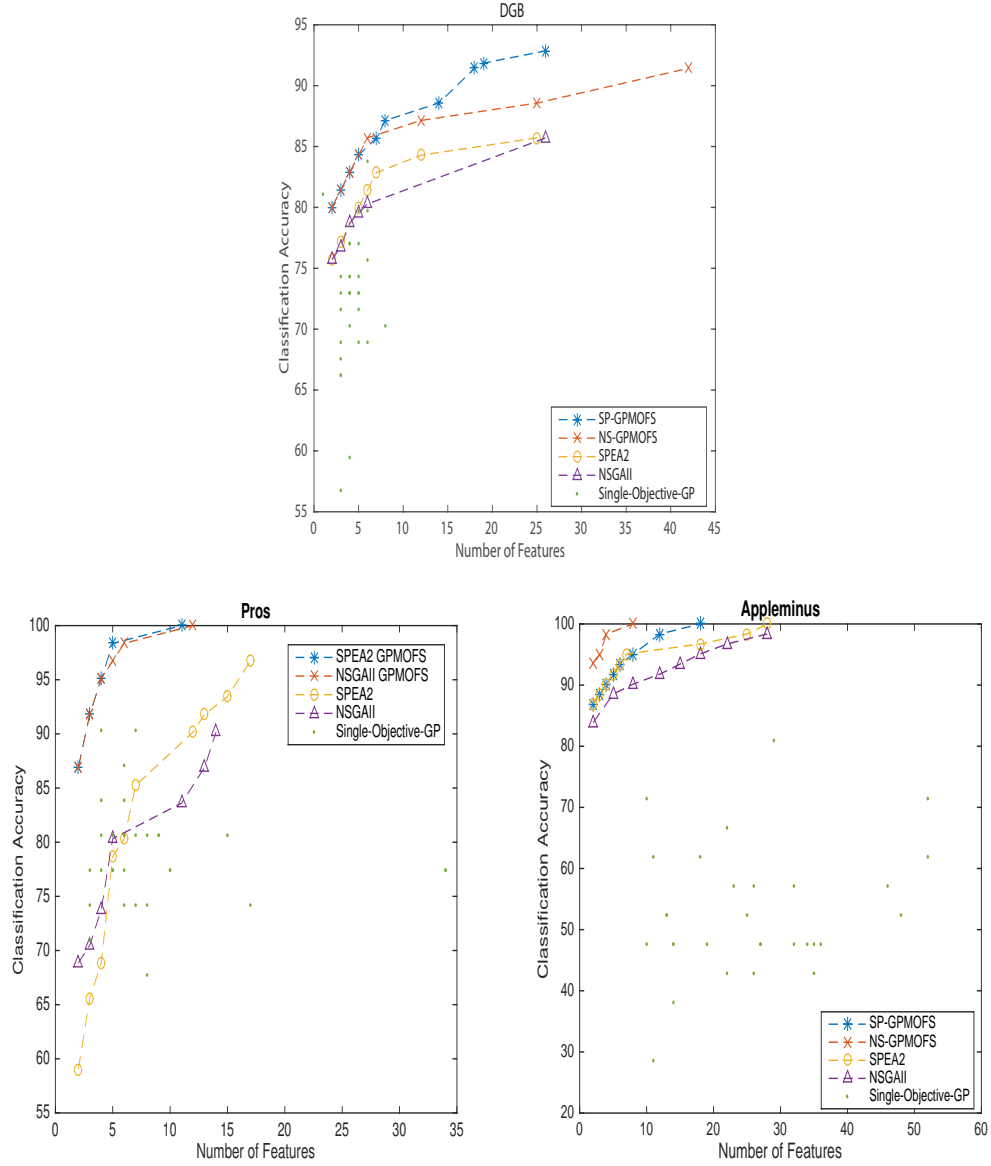 DGB
95
90
85
80
75
70
65
60
55
Classification Accuracy
SP-GPMOFS
NS-GPMOFS
SPEA2
NSGAII
Single-Objective-GP
0 5 10 15 20 25 30 35 40 45
Number of Features
Pros
100
95
90
85
80
75
70
65
60
55
Classification Accuracy
SPEA2 GPMOFS
NSGAII GPMOFS
SPEA2
NSGAII
Single-Objective-GP
0 5 10 15 20 25 30 35
Number of Features
Appleminus
100
90
80
70
60
50
40
30
20
Classification Accuracy
SP-GPMOFS
NS-GPMOFS
SPEA2
NSGAII
Single-Objective-GP
0 10 20 30 40 50 60
Number of Features